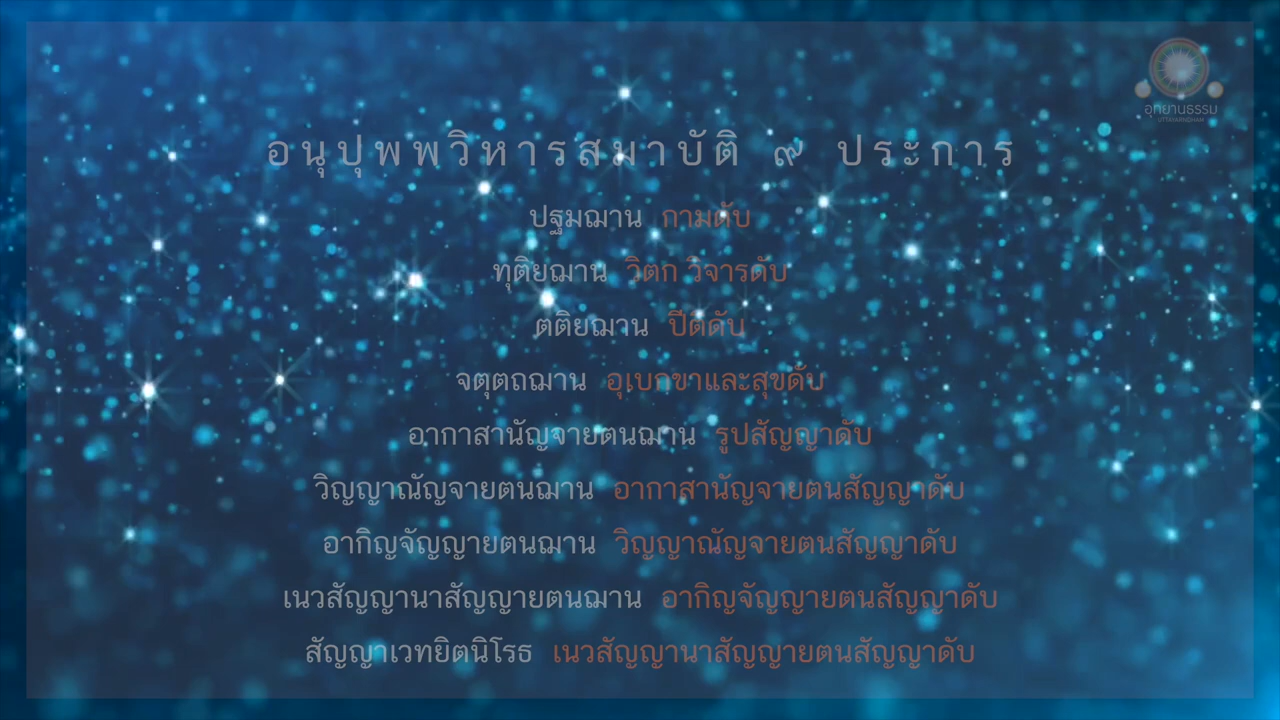 อุทยานธรรม
UTTAYARNDHAM
อนุปุพพวิหารสมาบัติ ๙ ประการ
ปฐมฌาน กามดับ
ทุติยฌาน วิตก วิจารดับ
ตติยฌาน ปีติดับ
จตุตถฌาน อุเบกขาและสุขดับ
อากาสานัญจายตนฌาน รูปสัญญาดับ
วิญญาณัญจายตนฌาน อากาสานัญจายตนสัญญาดับ
อากิญจัญญายตนฌาน วิญญาณัญจายตนสัญญาดับ
เนวสัญญานาสัญญายตนฌาน อากิญจัญญายตนสัญญาดับ
สัญญาเวทยิตนิโรธ เนวสัญญานาสัญญายตนสัญญาดับ